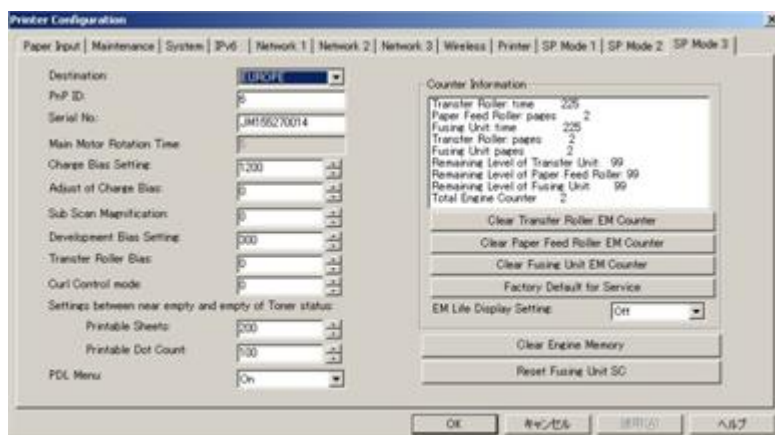 Printer Configuration
Paper Input Maintenance System IPv6 Network 1 Network 2 Network 3 Wireless Printer SP Mode 1 SP Mode 2 SP Mode 3
Destination: EUROPE
PnP ID: 6
Serial No.: JM155270014
Main Motor Rotation Time
Charge Bias Setting: 1200
Adjust of Charge Bias: 0
Sub Scan Magnification: 0
Development Bias Setting: 300
Transfer Roller Bias: 0
Curl Control mode: 0
Settings between near empty and empty of Toner status:
Printable Sheets: 200
Printable Dot Count: 100
PDL Menu: On
Counter Information
Transfer Roller time 225
Paper Feed Roller pages 2
Fusing Unit time 225
Transfer Roller pages 2
Fusing Unit pages 2
Remaining Level of Transfer Unit 99
Remaining Level of Paper Feed Roller 99
Remaining Level of Fusing Unit 99
Total Engine Counter 2
Clear Transfer Roller EM Counter
Clear Paper Feed Roller EM Counter
Clear Fusing Unit EM Counter
Factory Default for Service
EM Life Display Setting: Off
Clear Engine Memory
Reset Fusing Unit SC
OK キャンセル 適用(A) ヘルプ